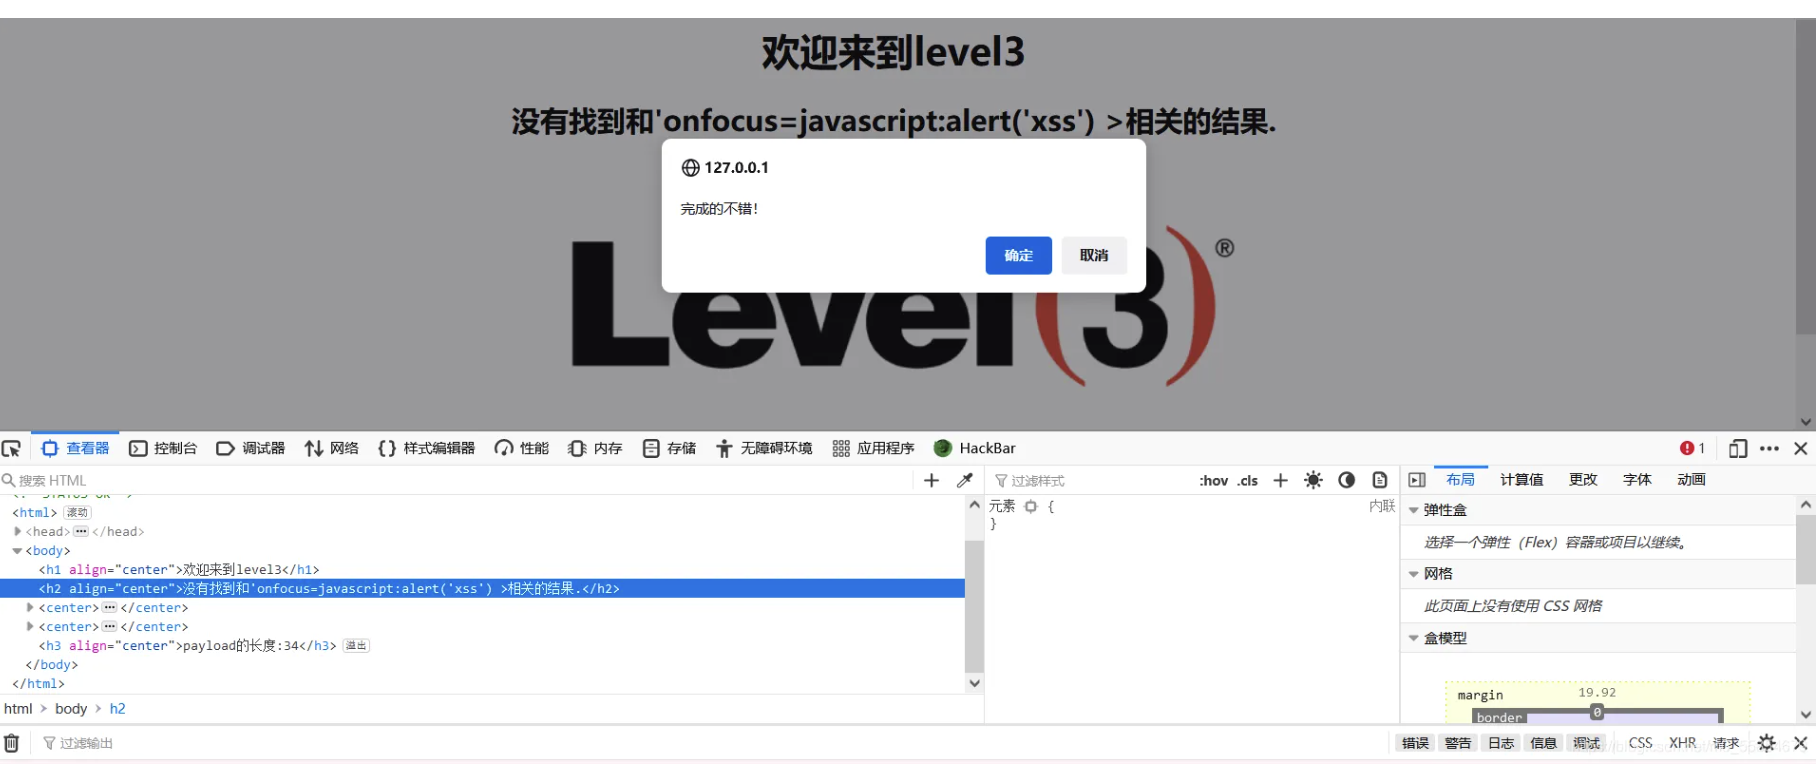 欢迎来到level3
没有找到和'onfocus=javascript:alert('xss') >相关的结果.
127.0.0.1
完成的不错！
确定 取消
Level(3)®
查看器 控制台 调试器 网络 {} 样式编辑器 性能 内存 存储 无障碍环境 应用程序 HackBar 1
搜索 HTML
过滤样式 :hov .cls
布局 计算值 更改 字体 动画
<html> 滚动
<head> </head>
<body>
<h1 align="center">欢迎来到level3</h1>
<h2 align="center">没有找到和'onfocus=javascript:alert('xss') >相关的结果.</h2>
<center> </center>
<center> </center>
<h3 align="center">payload的长度:34</h3> 溢出
</body>
</html>
html > body > h2
元素 { 内联
}
弹性盒
选择一个弹性（Flex）容器或项目以继续。
网格
此页面上没有使用 CSS 网格
盒模型
margin 19.92
border 0
过滤输出
错误 警告 日志 信息 调试 CSS XHR 请求